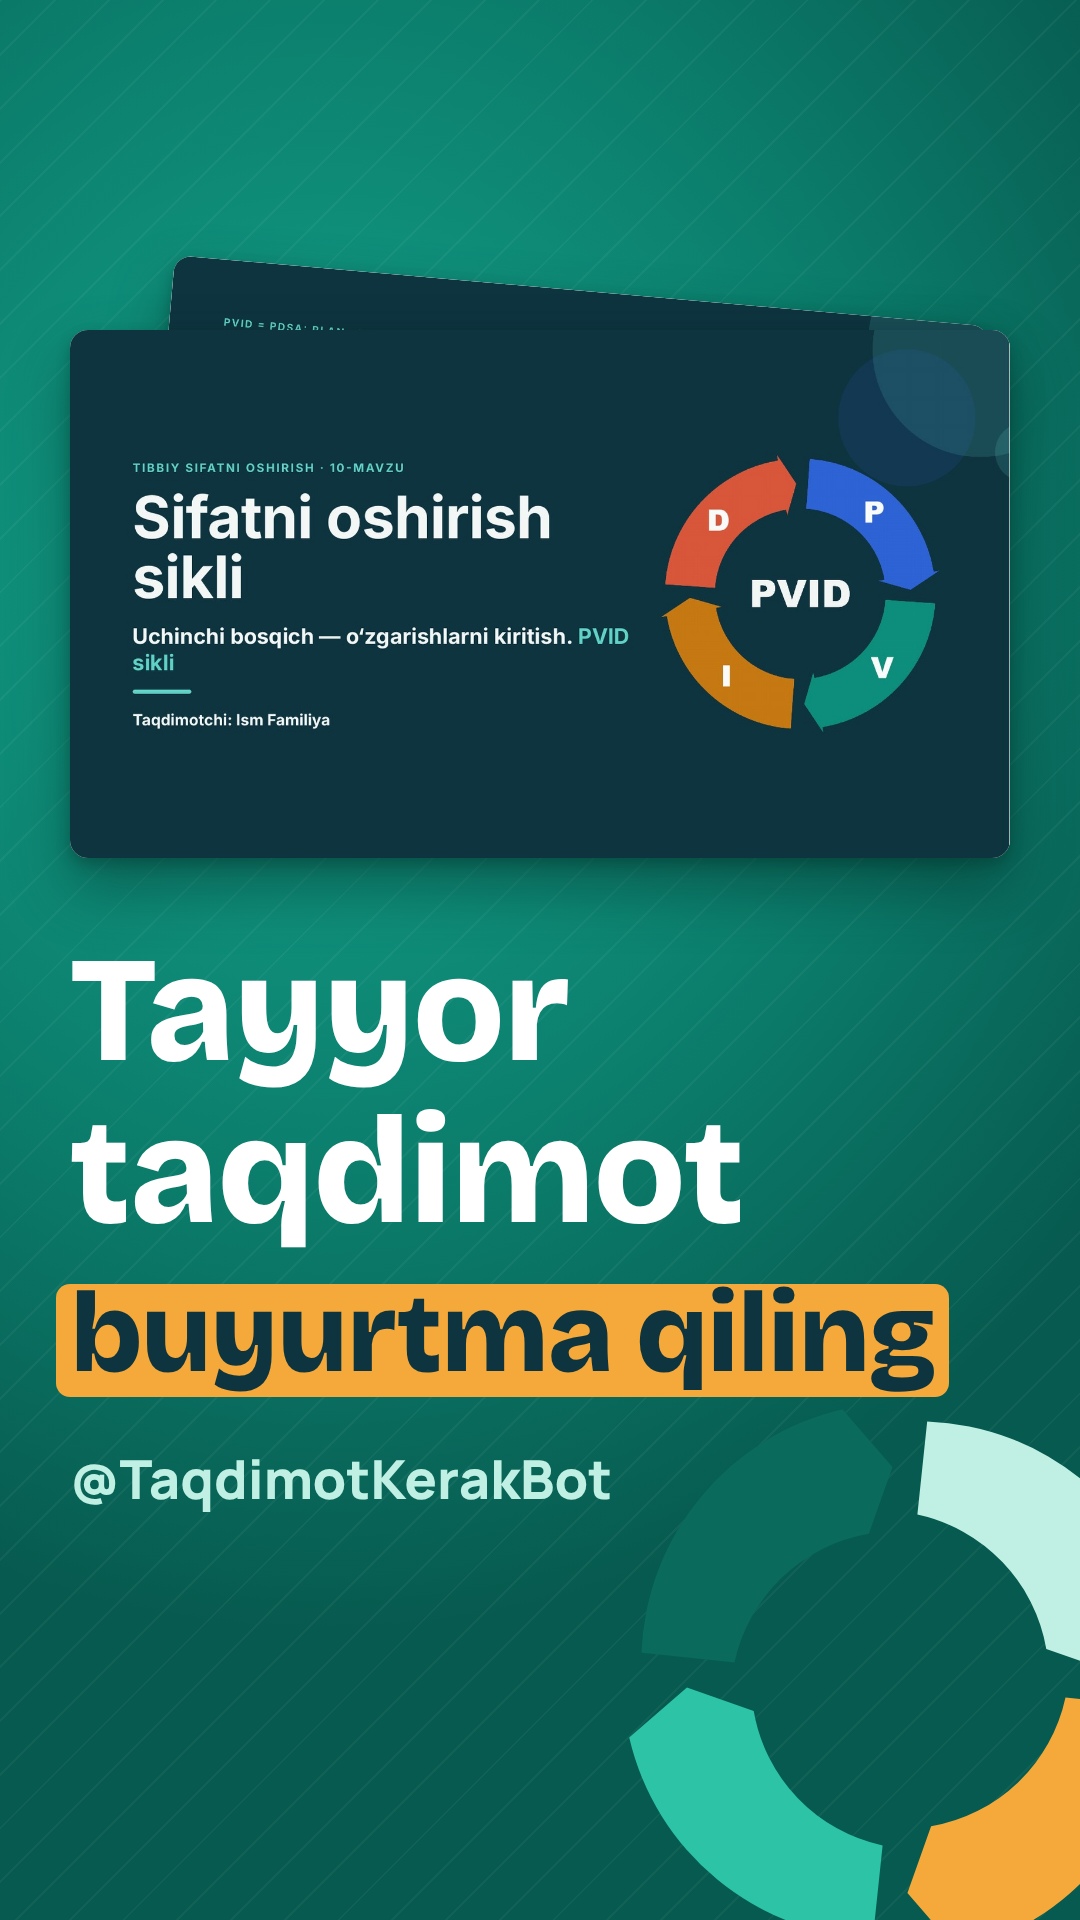 PVID = PDSA: PLAN
TIBBIY SIFATNI OSHIRISH · 10-MAVZU
Sifatni oshirish
sikli
Uchinchi bosqich — o‘zgarishlarni kiritish. PVID
sikli
Taqdimotchi: Ism Familiya
D
P
PVID
I
V
Tayyor
taqdimot
buyurtma qiling
@TaqdimotKerakBot